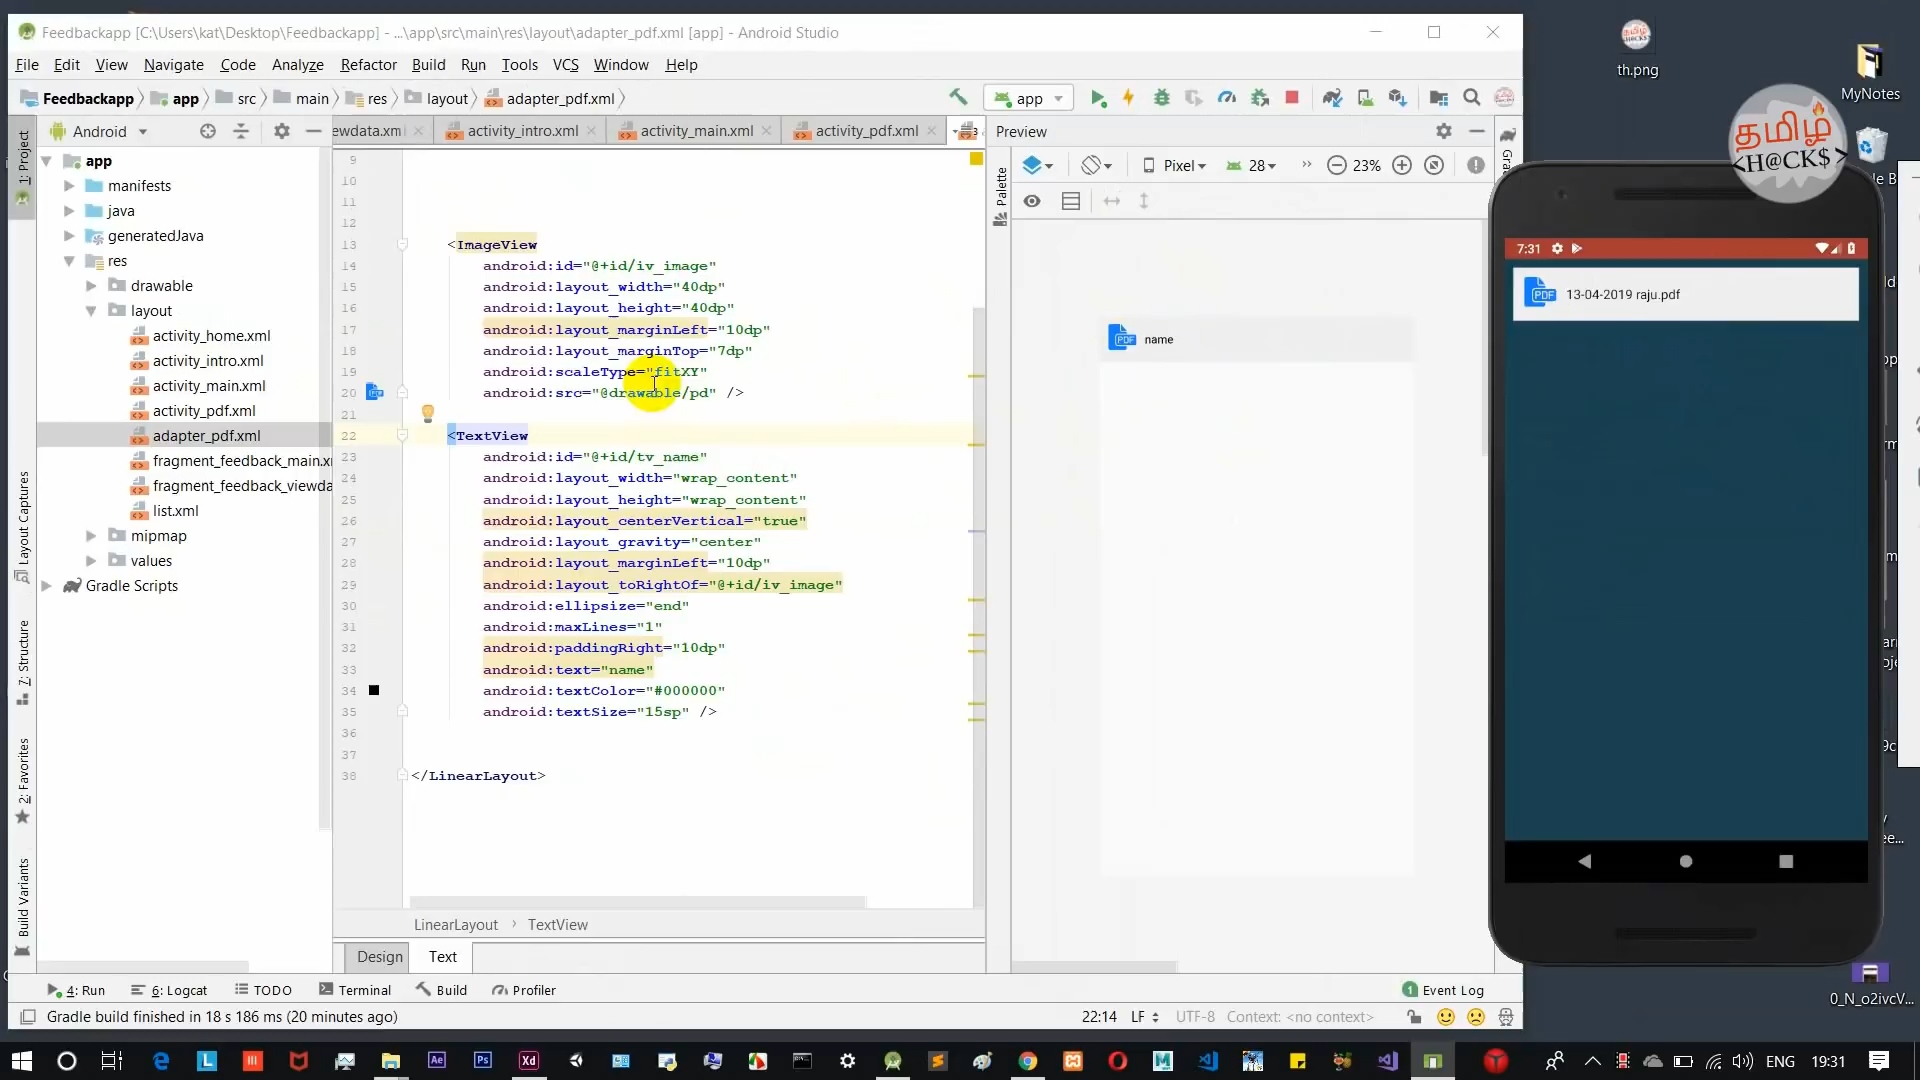 Feedbackapp [C:\Users\kat\Desktop\Feedbackapp] - ...\app\src\main\res\layout\adapter_pdf.xml [app] - Android Studio
File Edit View Navigate Code Analyze Refactor Build Run Tools VCS Window Help
Feedbackapp app src main res layout adapter_pdf.xml app
Android ewdata.xml activity_intro.xml activity_main.xml activity_pdf.xml Preview
1: Project
Layout Captures
7: Structure
2: Favorites
Build Variants
app
manifests
java
generatedJava
res
drawable
layout
activity_home.xml
activity_intro.xml
activity_main.xml
activity_pdf.xml
adapter_pdf.xml
fragment_feedback_main.x
fragment_feedback_viewda
list.xml
mipmap
values
Gradle Scripts
9
10
11
12
13 <ImageView
14 android:id="@+id/iv_image"
15 android:layout_width="40dp"
16 android:layout_height="40dp"
17 android:layout_marginLeft="10dp"
18 android:layout_marginTop="7dp"
19 android:scaleType="fitXY"
20 android:src="@drawable/pd" />
21
22 <TextView
23 android:id="@+id/tv_name"
24 android:layout_width="wrap_content"
25 android:layout_height="wrap_content"
26 android:layout_centerVertical="true"
27 android:layout_gravity="center"
28 android:layout_marginLeft="10dp"
29 android:layout_toRightOf="@+id/iv_image"
30 android:ellipsize="end"
31 android:maxLines="1"
32 android:paddingRight="10dp"
33 android:text="name"
34 android:textColor="#000000"
35 android:textSize="15sp" />
36
37
38 </LinearLayout>
LinearLayout TextView
Design Text
Palette
Pixel 28 23%
PDF name
th.png
MyNotes
தமிழ்
<H@CK$>
7:31
PDF 13-04-2019 raju.pdf
0_N_o2ivcV...
4: Run 6: Logcat TODO Terminal Build Profiler 1 Event Log
Gradle build finished in 18 s 186 ms (20 minutes ago) 22:14 LF UTF-8 Context: <no context>
Ae Ps Xd ENG 19:31